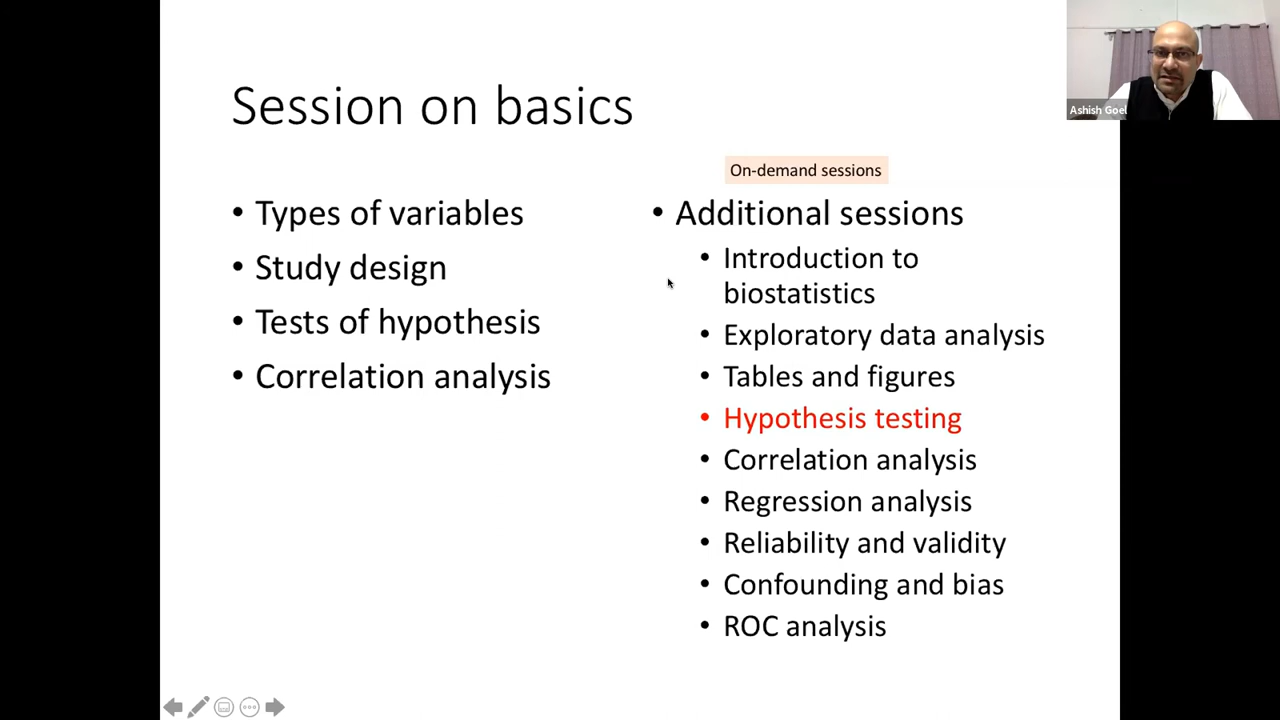 Session on basics
• Types of variables
• Study design
• Tests of hypothesis
• Correlation analysis
On-demand sessions
• Additional sessions
• Introduction to
biostatistics
• Exploratory data analysis
• Tables and figures
• Hypothesis testing
• Correlation analysis
• Regression analysis
• Reliability and validity
• Confounding and bias
• ROC analysis
Ashish Goel